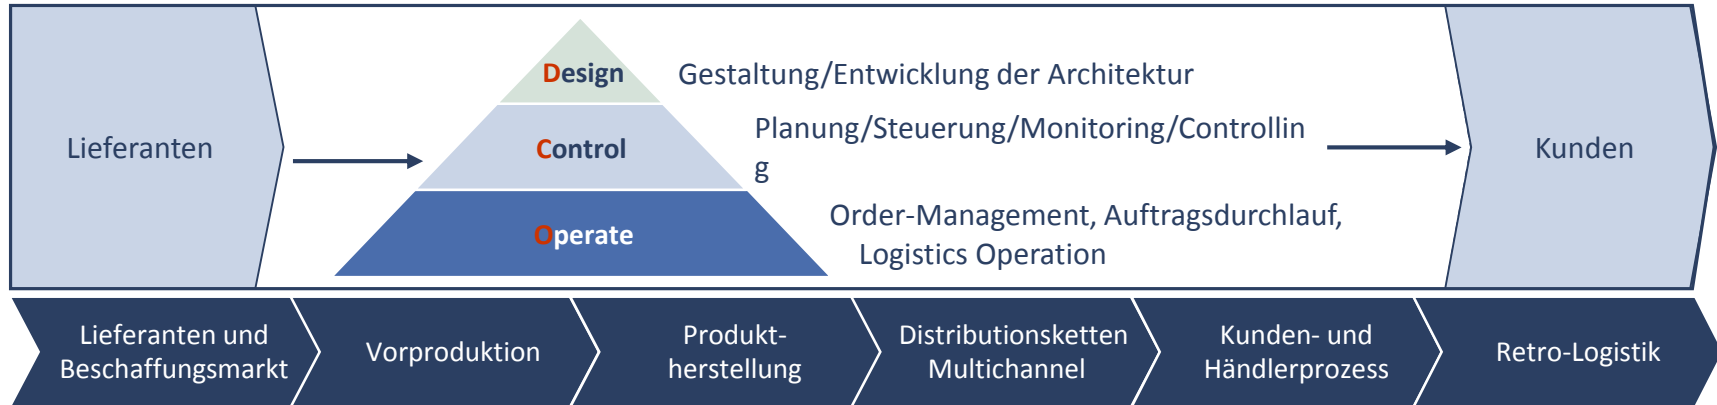 Lieferanten
Design
Gestaltung/Entwicklung der Architektur
Control
Planung/Steuerung/Monitoring/Controllin
g
Operate
Order-Management, Auftragsdurchlauf,
Logistics Operation
Kunden
Lieferanten und
Beschaffungsmarkt
Vorproduktion
Produkt-
herstellung
Distributionsketten
Multichannel
Kunden- und
Händlerprozess
Retro-Logistik